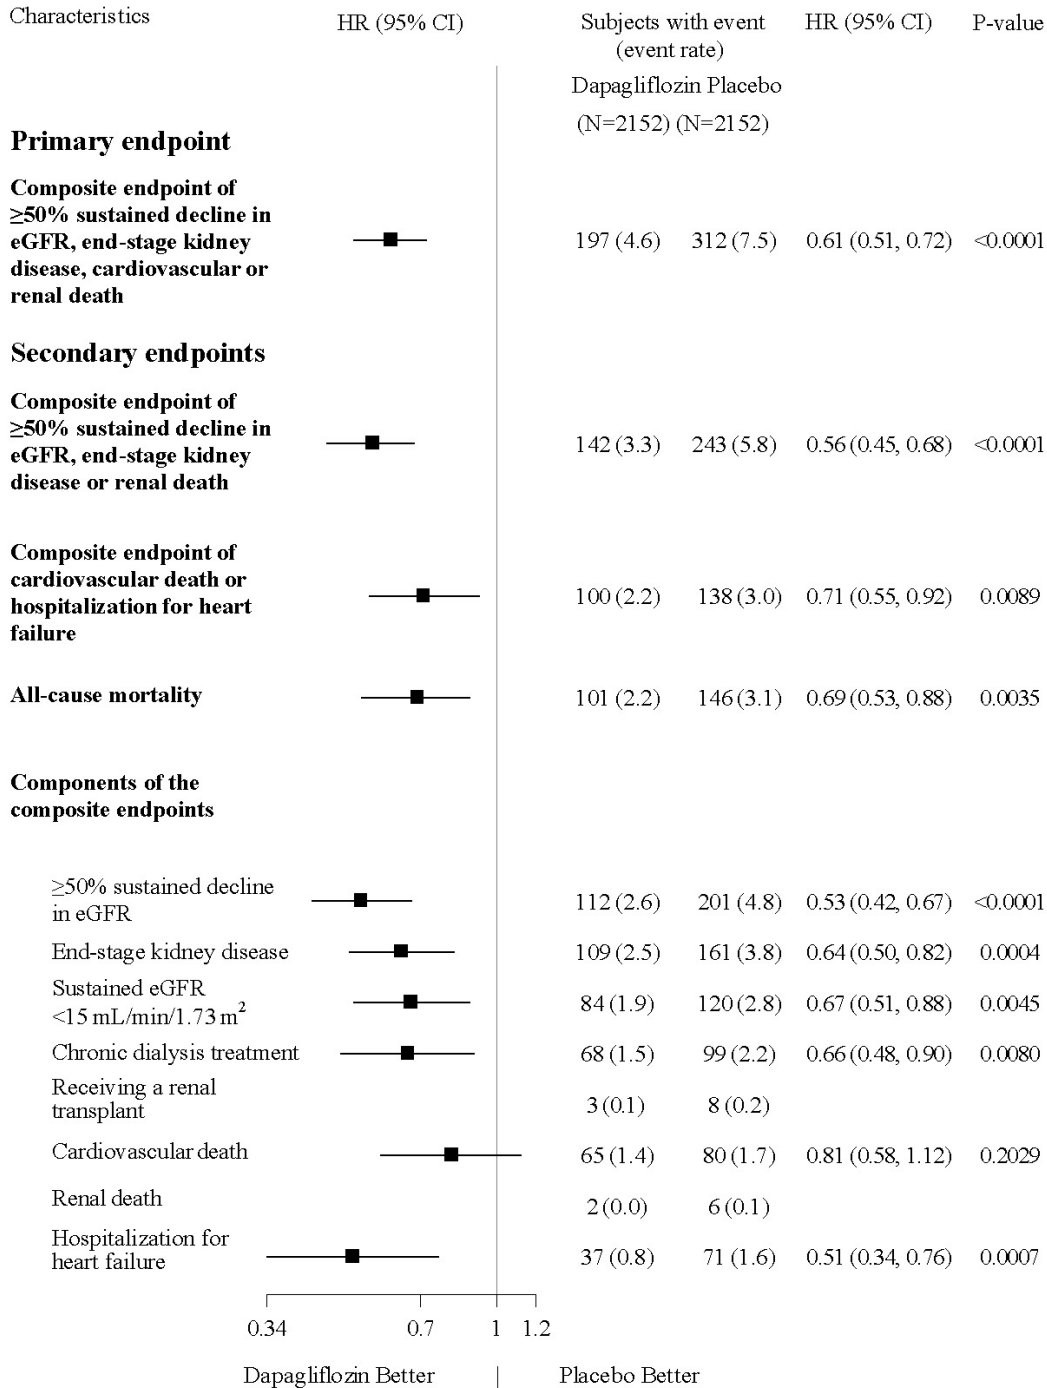 Characteristics HR (95% CI) Subjects with event HR (95% CI) P-value
(event rate)
Dapagliflozin Placebo
(N=2152) (N=2152)
Primary endpoint
Composite endpoint of
≥50% sustained decline in
eGFR, end-stage kidney 197 (4.6) 312 (7.5) 0.61 (0.51, 0.72) <0.0001
disease, cardiovascular or
renal death
Secondary endpoints
Composite endpoint of
≥50% sustained decline in
eGFR, end-stage kidney 142 (3.3) 243 (5.8) 0.56 (0.45, 0.68) <0.0001
disease or renal death
Composite endpoint of
cardiovascular death or
hospitalization for heart 100 (2.2) 138 (3.0) 0.71 (0.55, 0.92) 0.0089
failure
All-cause mortality 101 (2.2) 146 (3.1) 0.69 (0.53, 0.88) 0.0035
Components of the
composite endpoints
≥50% sustained decline
in eGFR 112 (2.6) 201 (4.8) 0.53 (0.42, 0.67) <0.0001
End-stage kidney disease 109 (2.5) 161 (3.8) 0.64 (0.50, 0.82) 0.0004
Sustained eGFR
<15 mL/min/1.73 m² 84 (1.9) 120 (2.8) 0.67 (0.51, 0.88) 0.0045
Chronic dialysis treatment 68 (1.5) 99 (2.2) 0.66 (0.48, 0.90) 0.0080
Receiving a renal
transplant 3 (0.1) 8 (0.2)
Cardiovascular death 65 (1.4) 80 (1.7) 0.81 (0.58, 1.12) 0.2029
Renal death 2 (0.0) 6 (0.1)
Hospitalization for
heart failure 37 (0.8) 71 (1.6) 0.51 (0.34, 0.76) 0.0007
0.34 0.7 1 1.2
Dapagliflozin Better | Placebo Better